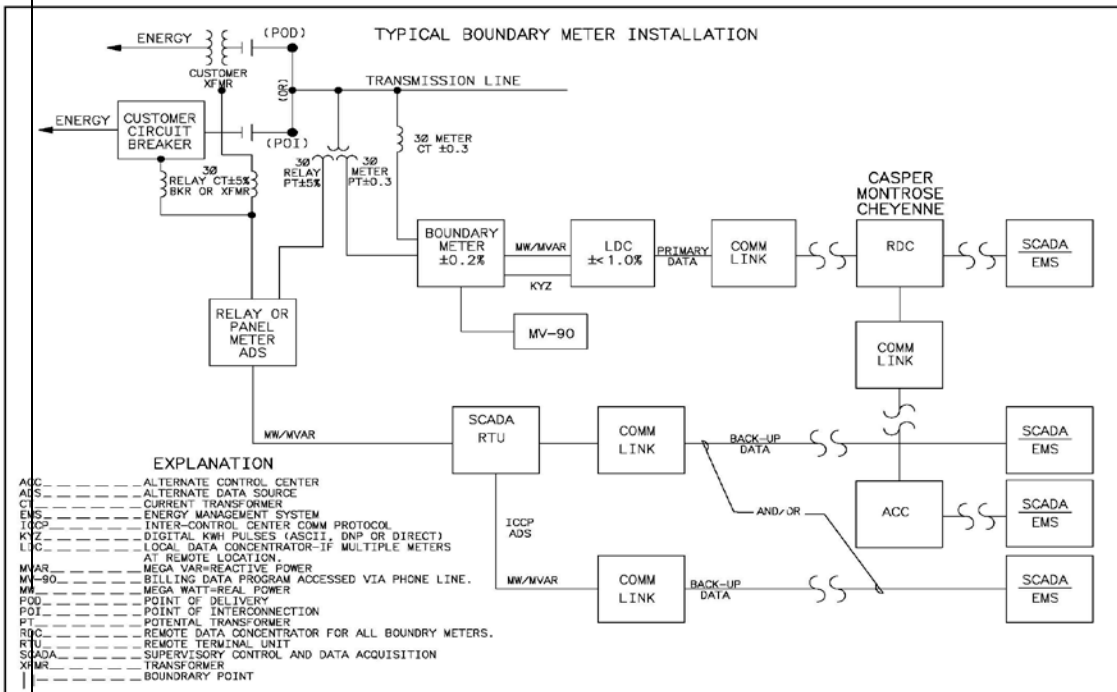 TYPICAL BOUNDARY METER INSTALLATION
ENERGY
(POD)
CUSTOMER
XFMR
(OR)
TRANSMISSION LINE
ENERGY
CUSTOMER
CIRCUIT
BREAKER
(POI)
3Ø
RELAY CT±5%
BKR OR XFMR
3Ø
RELAY
PT±5%
3Ø
METER
PT±0.3
3Ø METER
CT ±0.3
CASPER
MONTROSE
CHEYENNE
BOUNDARY
METER
±0.2%
MW/MVAR
KYZ
LDC
±<1.0%
PRIMARY
DATA
COMM
LINK
RDC
SCADA
EMS
MV-90
RELAY OR
PANEL
METER
ADS
COMM
LINK
MW/MVAR
SCADA
RTU
COMM
LINK
BACK-UP
DATA
SCADA
EMS
AND/OR
ACC
SCADA
EMS
ICCP
ADS
MW/MVAR
COMM
LINK
BACK-UP
DATA
SCADA
EMS
EXPLANATION
ACC ALTERNATE CONTROL CENTER
ADS ALTERNATE DATA SOURCE
CT CURRENT TRANSFORMER
EMS ENERGY MANAGEMENT SYSTEM
ICCP INTER-CONTROL CENTER COMM PROTOCOL
KYZ DIGITAL KWH PULSES (ASCII, DNP OR DIRECT)
LDC LOCAL DATA CONCENTRATOR-IF MULTIPLE METERS
AT REMOTE LOCATION.
MVAR MEGA VAR=REACTIVE POWER
MV-90 BILLING DATA PROGRAM ACCESSED VIA PHONE LINE.
MW MEGA WATT=REAL POWER
POD POINT OF DELIVERY
POI POINT OF INTERCONNECTION
PT POTENTAL TRANSFORMER
RDC REMOTE DATA CONCENTRATOR FOR ALL BOUNDRY METERS.
RTU REMOTE TERMINAL UNIT
SCADA SUPERVISORY CONTROL AND DATA ACQUISITION
XFMR TRANSFORMER
BOUNDRARY POINT